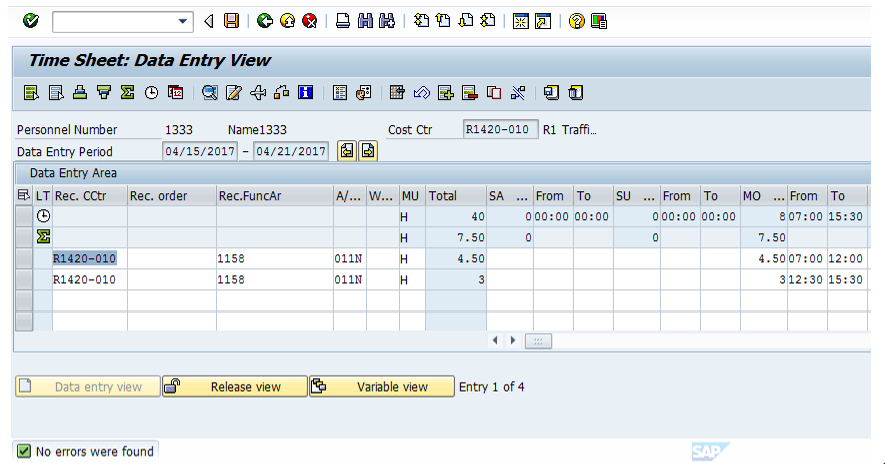 Time Sheet: Data Entry View
Personnel Number 1333 Name1333 Cost Ctr R1420-010 R1 Traffi...
Data Entry Period 04/15/2017 - 04/21/2017
Data Entry Area
LT Rec. CCtr Rec. order Rec.FuncAr A/... W... MU Total SA ... From To SU ... From To MO ... From To
H 40 0 00:00 00:00 0 00:00 00:00 8 07:00 15:30
H 7.50 0 0 7.50
R1420-010 1158 011N H 4.50 4.50 07:00 12:00
R1420-010 1158 011N H 3 3 12:30 15:30
Data entry view Release view Variable view Entry 1 of 4
No errors were found SAP